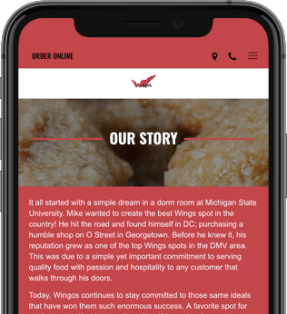 ORDER ONLINE
Wingos
OUR STORY
It all started with a simple dream in a dorm room at Michigan State
University. Mike wanted to create the best Wings spot in the
country! He hit the road and found himself in DC; purchasing a
humble shop on O Street in Georgetown. Before he knew it, his
reputation grew as one of the top Wings spots in the DMV area.
This was due to a simple yet important commitment to serving
quality food with passion and hospitality to any customer that
walks through his doors.
Today, Wingos continues to stay committed to those same ideals
that have won them such enormous success. A favorite spot for